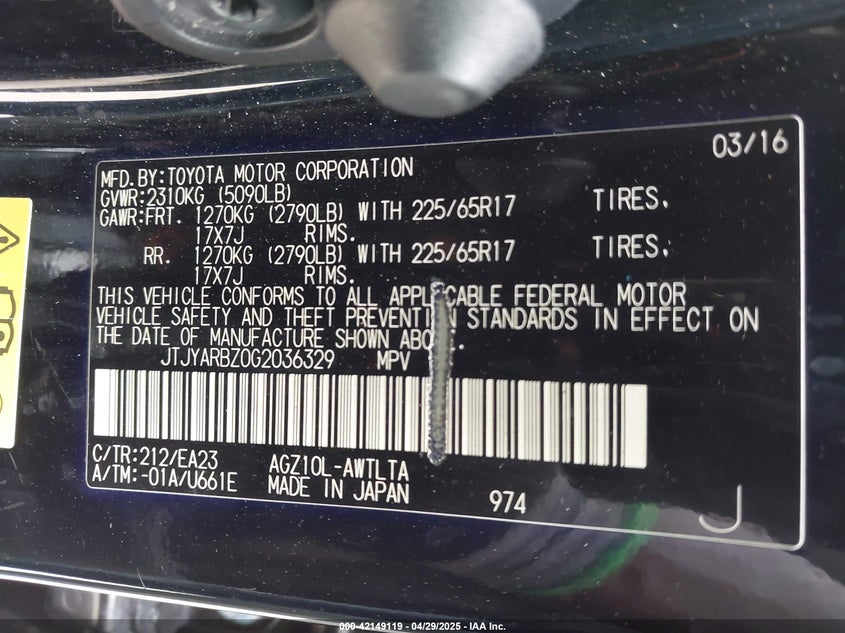 03/16
MFD.BY:TOYOTA MOTOR CORPORATION
GVWR:2310KG (5090LB)
GAWR:FRT. 1270KG (2790LB) WITH 225/65R17 TIRES,
17X7J RIMS.
RR. 1270KG (2790LB) WITH 225/65R17 TIRES,
17X7J RIMS.
THIS VEHICLE CONFORMS TO ALL APPLICABLE FEDERAL MOTOR
VEHICLE SAFETY AND THEFT PREVENTION STANDARDS IN EFFECT ON
THE DATE OF MANUFACTURE SHOWN ABOVE.
JTJYARBZ0G2036329 MPV
C/TR:212/EA23 AGZ10L-AWTLTA
A/TM:-01A/U661E MADE IN JAPAN 974
J
000-42149119 - 04/29/2025 - IAA Inc.